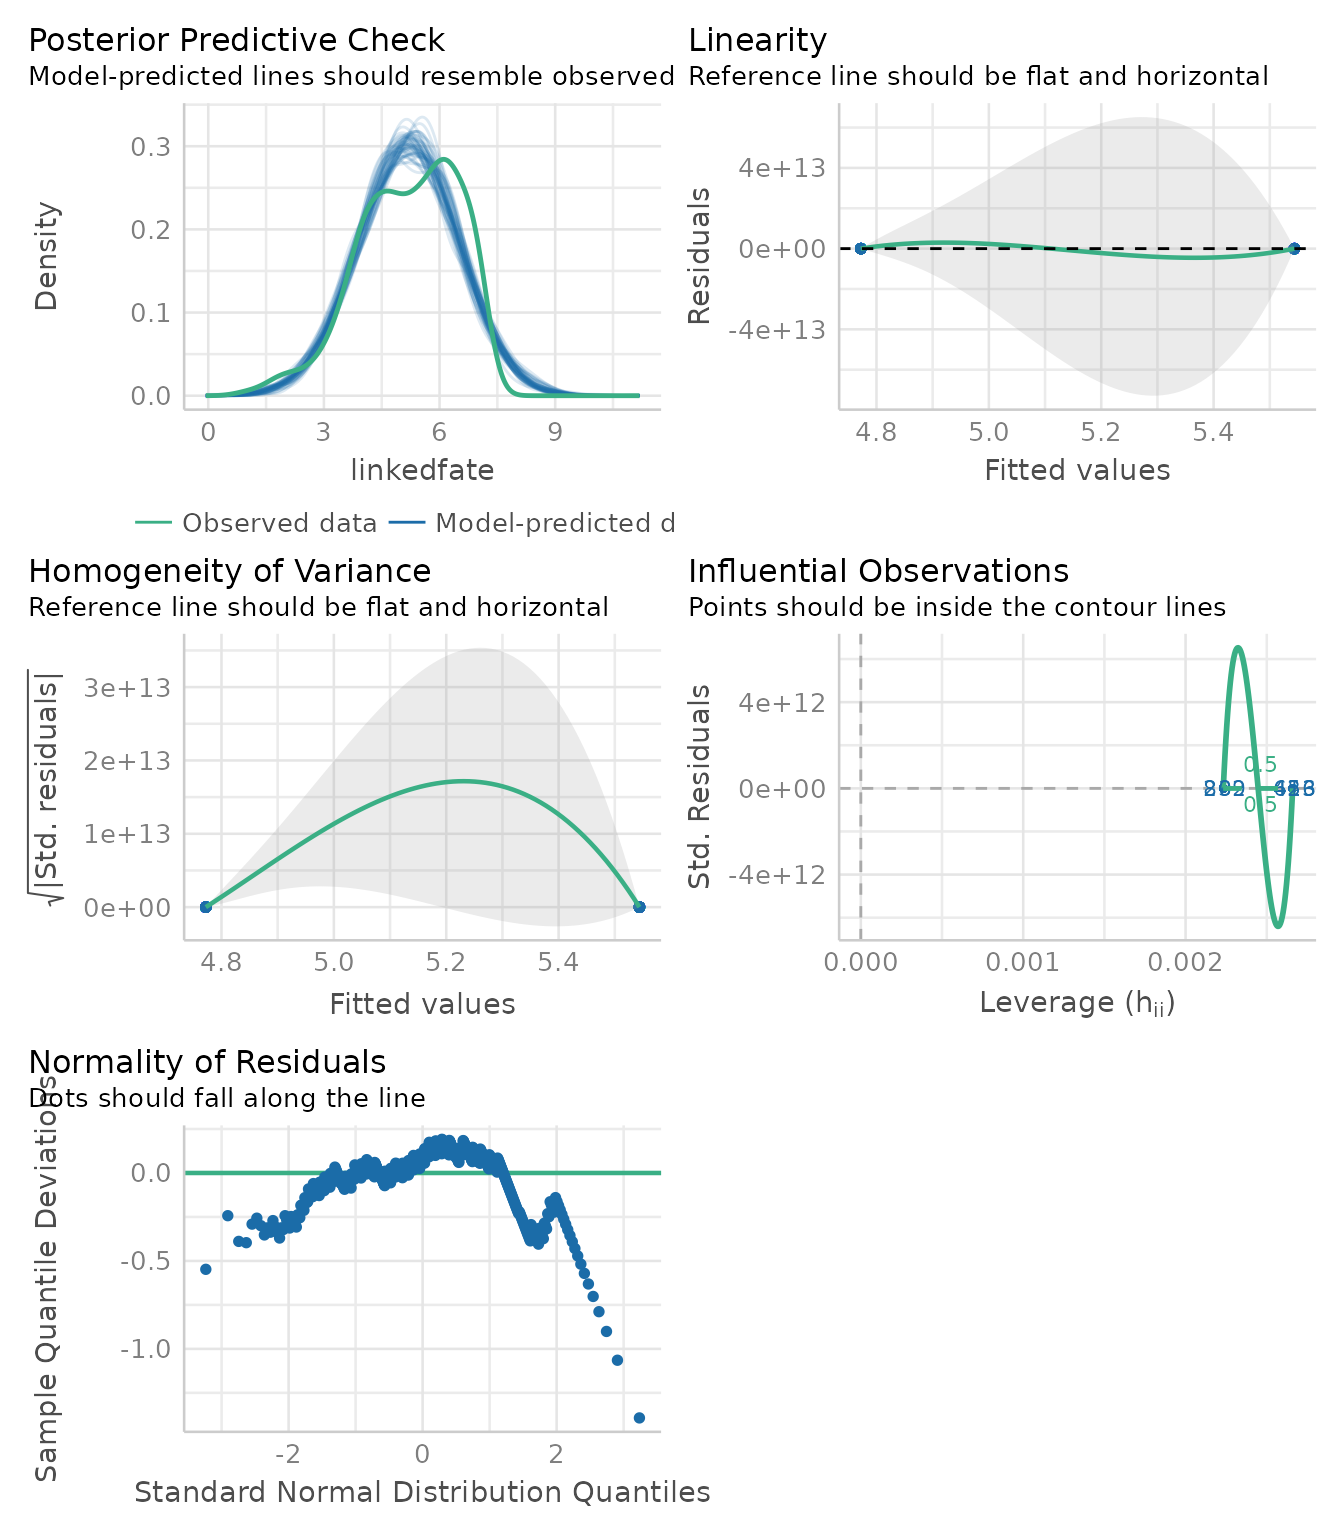 Posterior Predictive Check
Model-predicted lines should resemble observed
Density
0.3
0.2
0.1
0.0
0
3
6
9
linkedfate
Observed data
Model-predicted d
Linearity
Reference line should be flat and horizontal
Residuals
4e+13
0e+00
-4e+13
4.8
5.0
5.2
5.4
Fitted values
Homogeneity of Variance
Reference line should be flat and horizontal
√|Std. residuals|
3e+13
2e+13
1e+13
0e+00
4.8
5.0
5.2
5.4
Fitted values
Influential Observations
Points should be inside the contour lines
Std. Residuals
4e+12
0e+00
-4e+12
0.5
0.5
0.000
0.001
0.002
Leverage (hii)
Normality of Residuals
Dots should fall along the line
Sample Quantile Deviations
0.0
-0.5
-1.0
-2
0
2
Standard Normal Distribution Quantiles